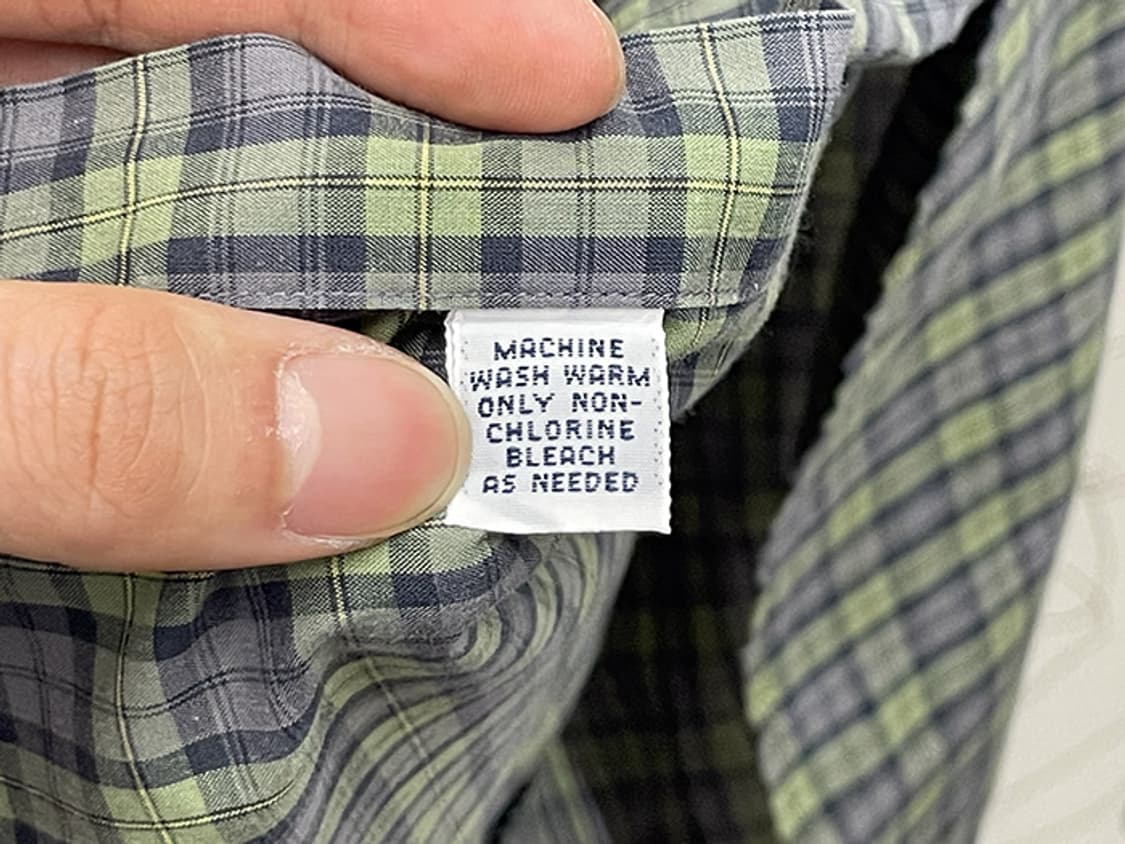 MACHINE
WASH WARM
ONLY NON-
CHLORINE
BLEACH
AS NEEDED